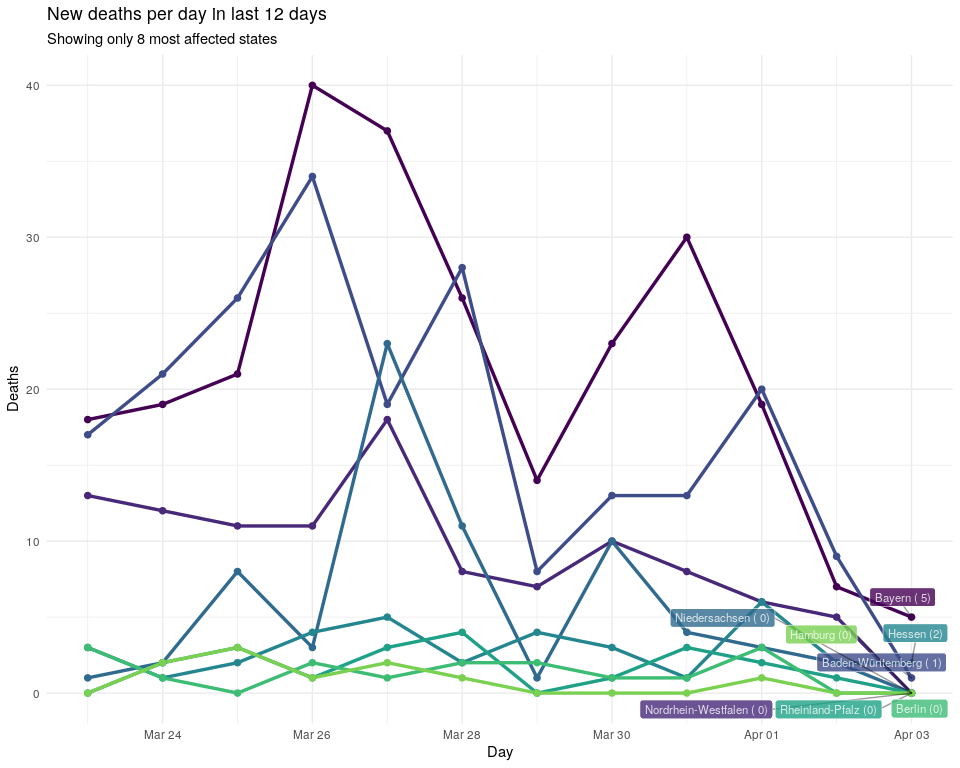 New deaths per day in last 12 days
Showing only 8 most affected states
Deaths
40
30
20
10
0
Bayern ( 5)
Niedersachsen ( 0)
Hamburg (0)
Hessen (2)
Baden-Würtemberg ( 1)
Nordrhein-Westfalen ( 0)
Rheinland-Pfalz (0)
Berlin (0)
Mar 24
Mar 26
Mar 28
Mar 30
Apr 01
Apr 03
Day